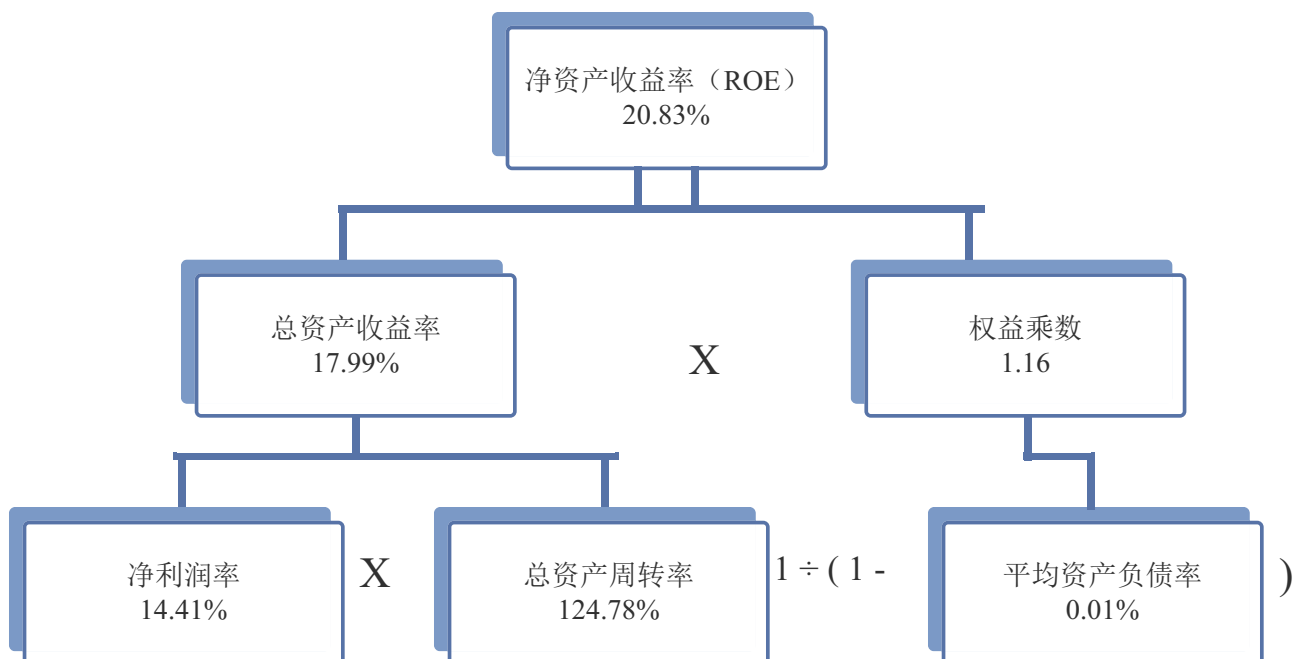 净资产收益率（ROE）
20.83%
总资产收益率
17.99%
X
权益乘数
1.16
净利润率
14.41%
X
总资产周转率
124.78%
1 ÷ ( 1 -
平均资产负债率
0.01%
)